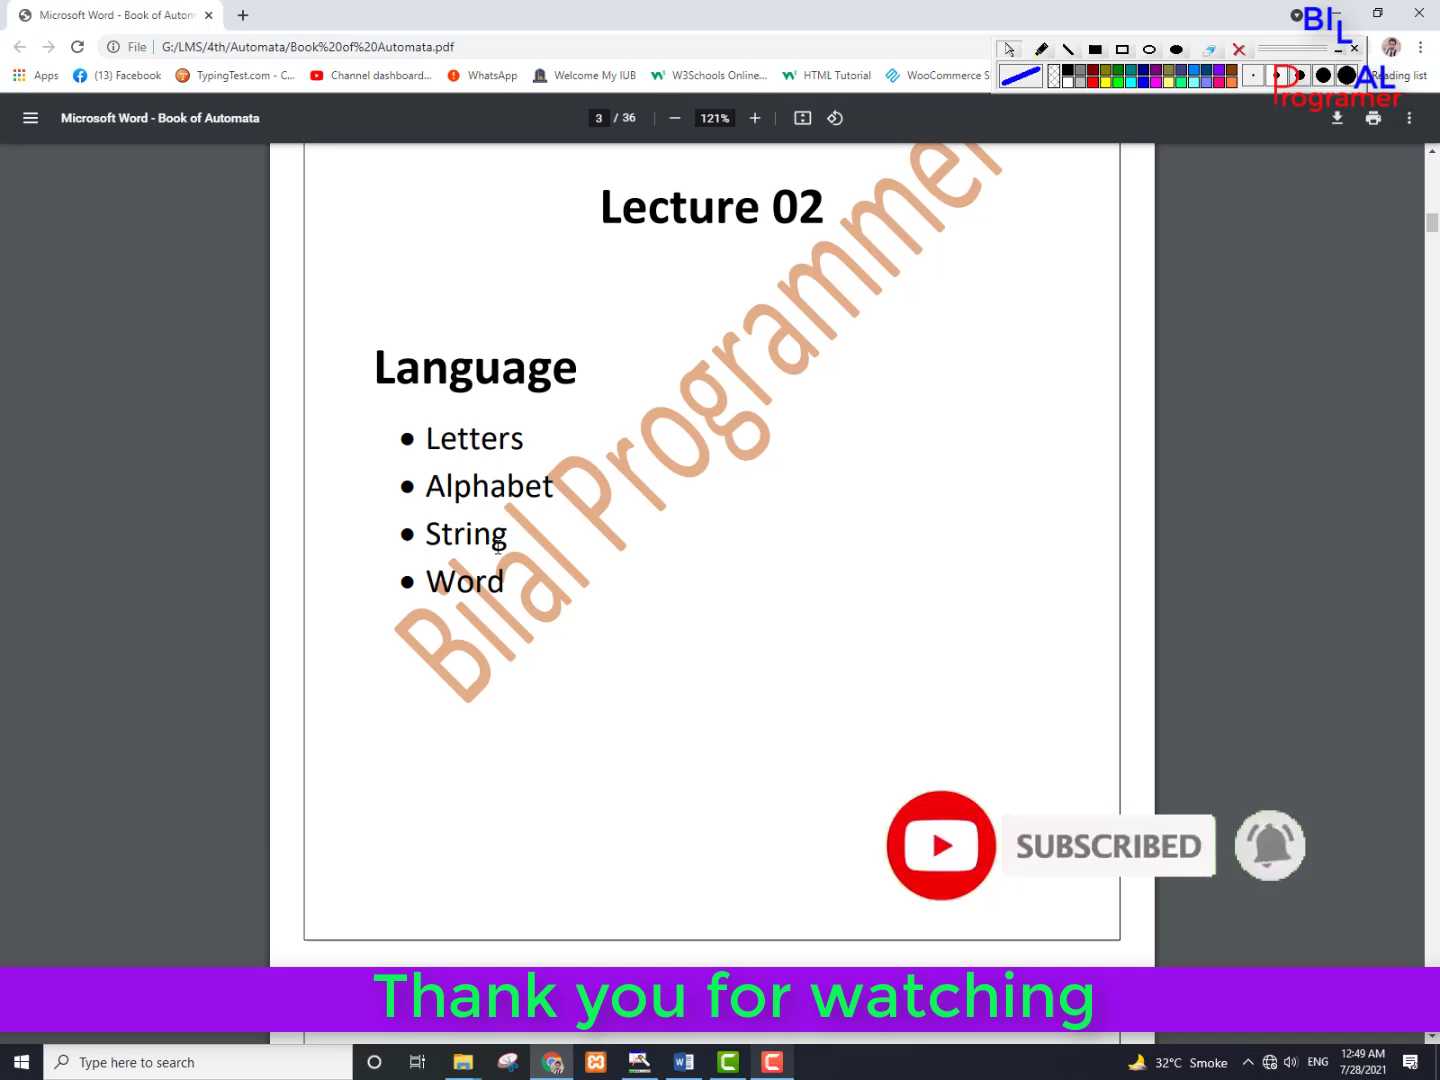 Microsoft Word - Book of Autom
File
G:/LMS/4th/Automata/Book%20of%20Automata.pdf
BIL
AL
Programer
Apps
(13) Facebook
TypingTest.com - C...
Channel dashboard...
WhatsApp
Welcome My IUB
W3Schools Online...
HTML Tutorial
WooCommerce S
Reading list
Microsoft Word - Book of Automata
3 / 36
121%
Lecture 02
Language
• Letters
• Alphabet
• String
• Word
Bilal Programmer
SUBSCRIBED
Thank you for watching
Type here to search
32°C Smoke
ENG
12:49 AM
7/28/2021